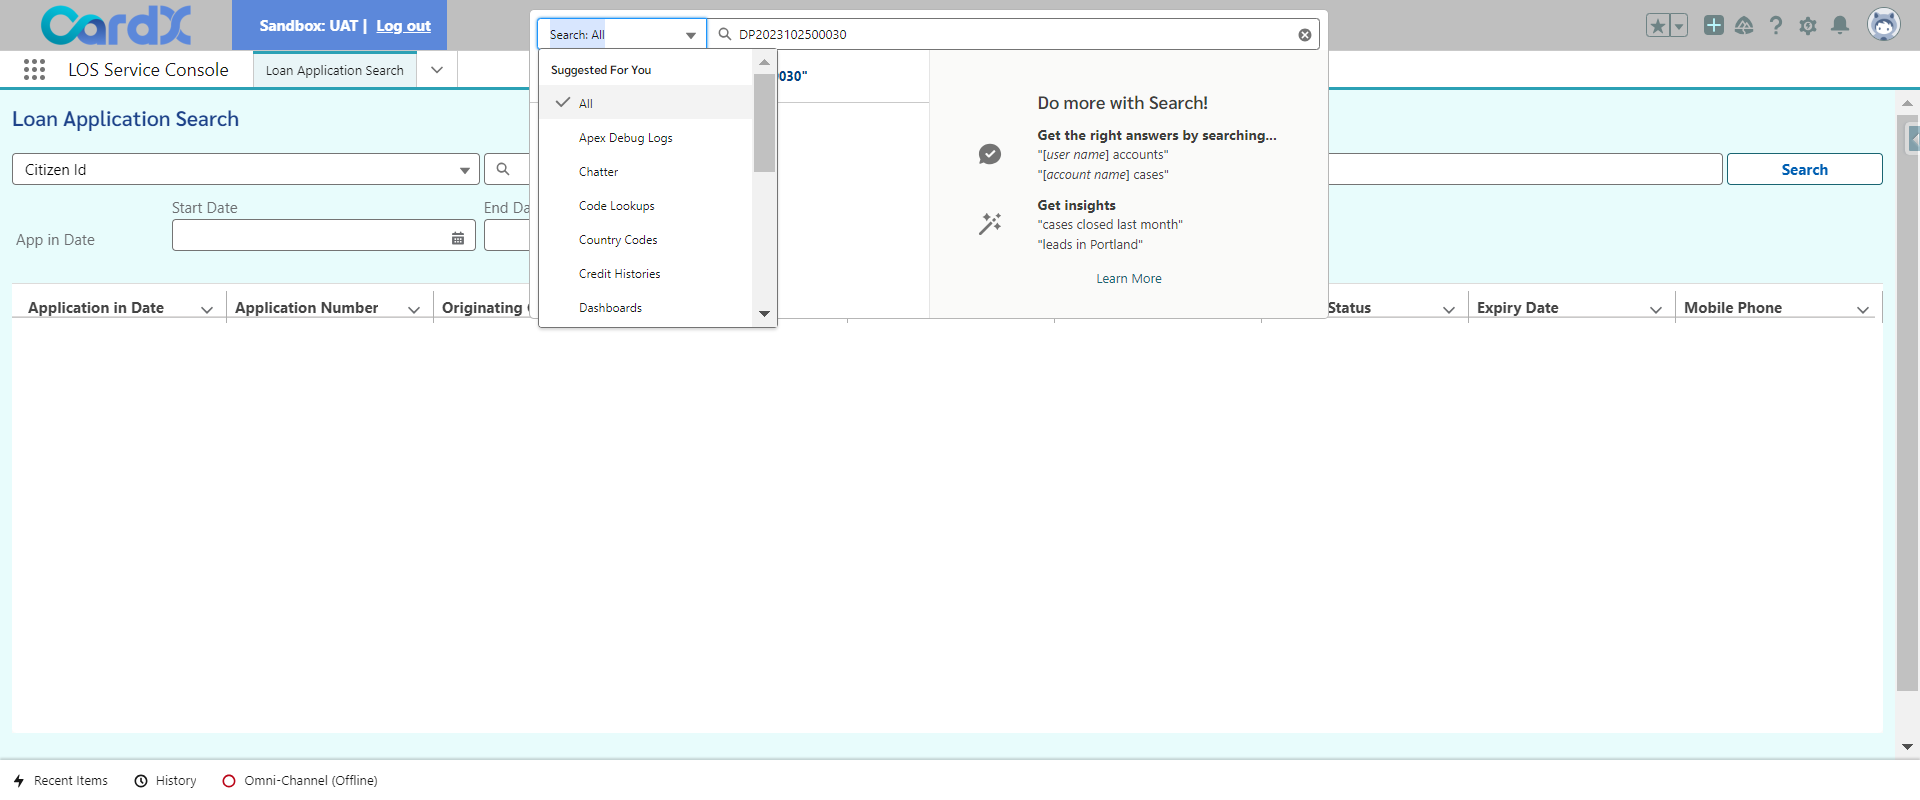 CardX
Sandbox: UAT | Log out
Search: All
DP2023102500030
LOS Service Console
Loan Application Search
Suggested For You
030"
All
Apex Debug Logs
Chatter
Code Lookups
Country Codes
Credit Histories
Dashboards
Do more with Search!
Get the right answers by searching...
"[user name] accounts"
"[account name] cases"
Get insights
"cases closed last month"
"leads in Portland"
Learn More
Loan Application Search
Citizen Id
Search
Start Date
End Da
App in Date
Application in Date
Application Number
Originating
Status
Expiry Date
Mobile Phone
Recent Items
History
Omni-Channel (Offline)